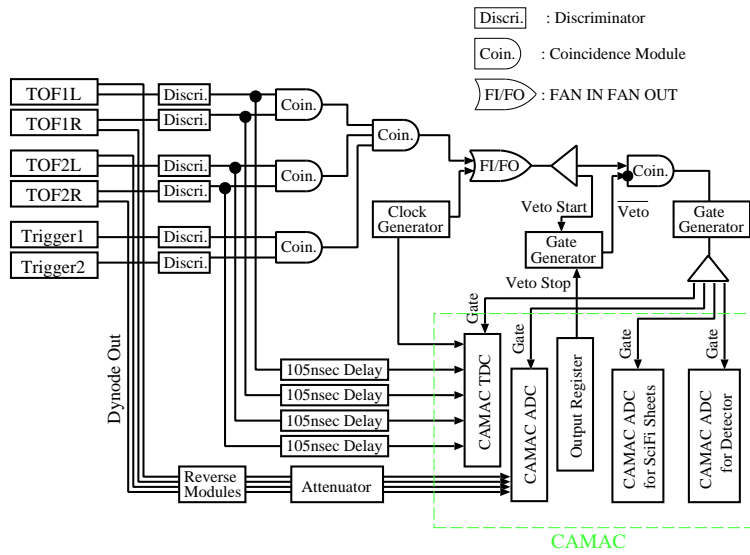 Discri. : Discriminator
Coin. : Coincidence Module
FI/FO : FAN IN FAN OUT
TOF1L
Discri.
Coin.
TOF1R
Discri.
Coin.
TOF2L
Discri.
Coin.
FI/FO
Coin.
TOF2R
Discri.
Veto Start
Veto
Clock
Generator
Gate
Generator
Trigger1
Discri.
Coin.
Gate
Generator
Trigger2
Discri.
Veto Stop
Gate
Gate
Gate
Gate
Dynode Out
105nsec Delay
105nsec Delay
105nsec Delay
105nsec Delay
CAMAC TDC
CAMAC ADC
Output Register
CAMAC ADC
for SciFi Sheets
CAMAC ADC
for Detector
Reverse
Modules
Attenuator
CAMAC